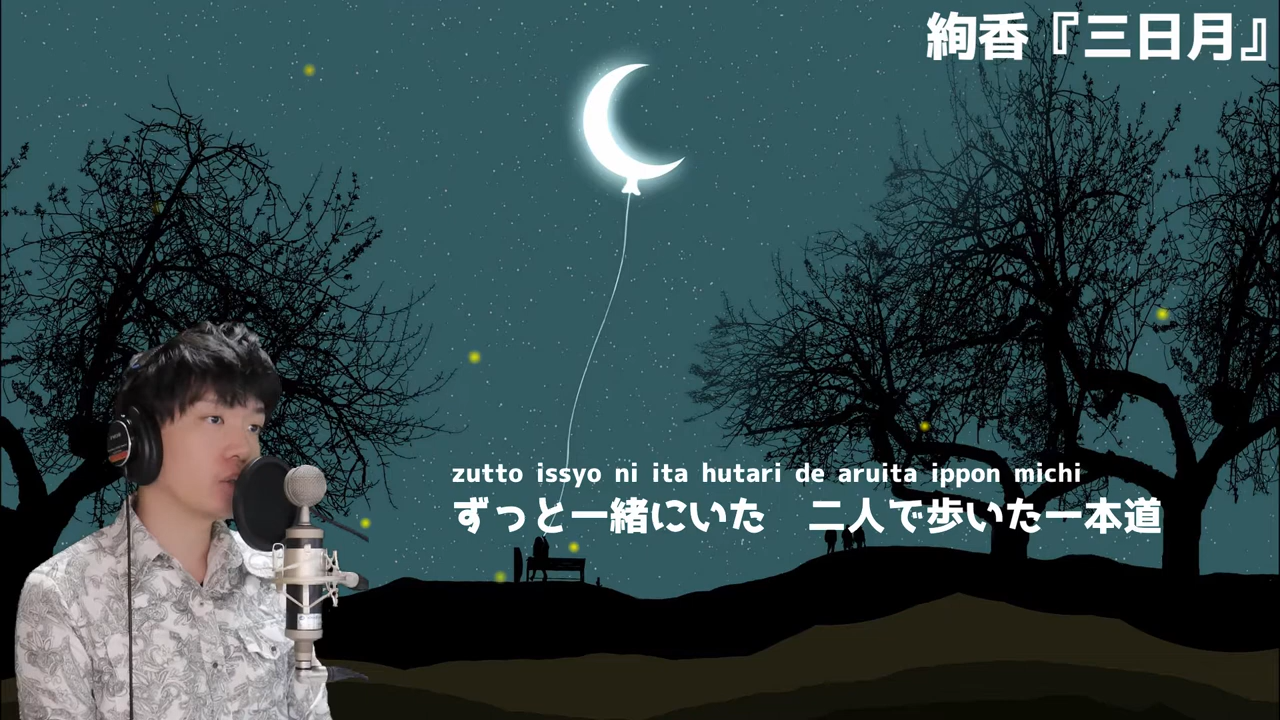 絢香『三日月』
zutto issyo ni ita hutari de aruita ippon michi
ずっと一緒にいた　二人で歩いた一本道